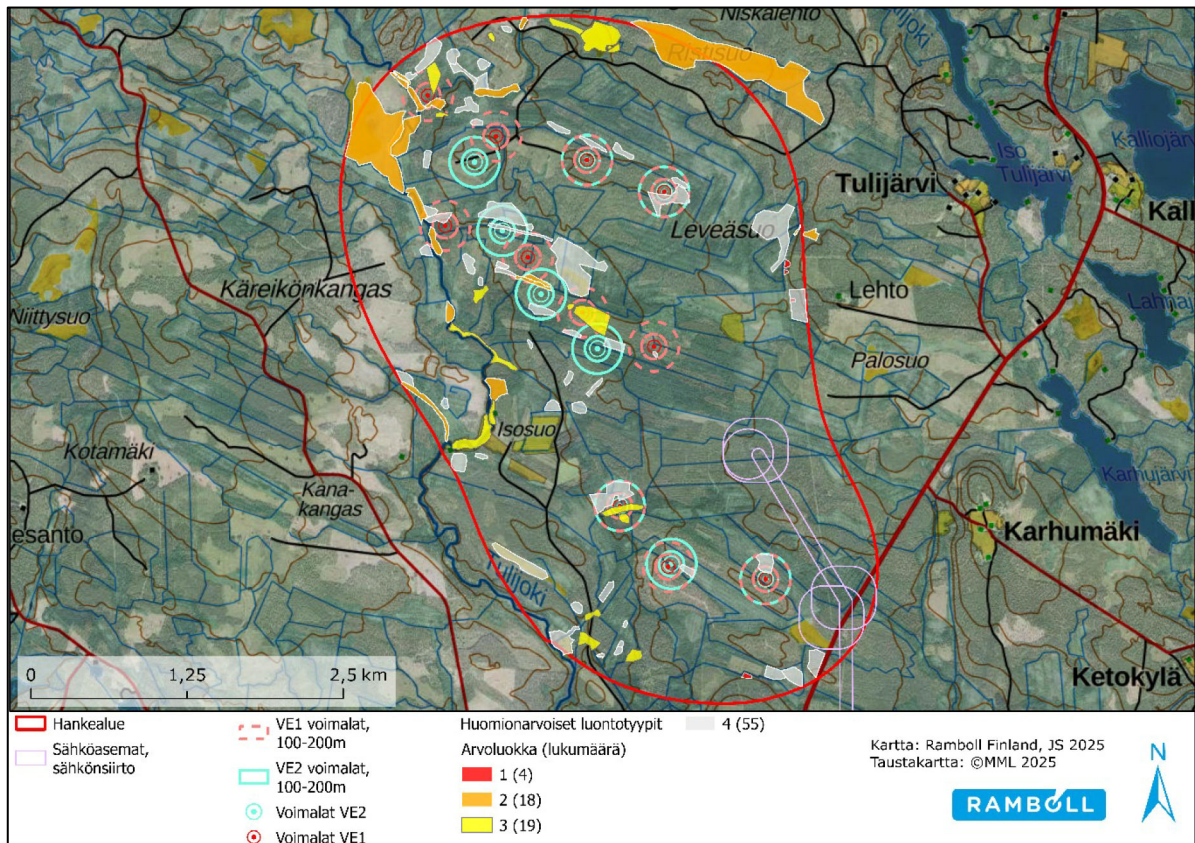 Niskalehto
Ristisuo
Kalliojärvi
Iso
Tulijärvi
Tulijärvi
Kall
Leveäsuo
Lehto
Käreikönkangas
Niittysuo
Palosuo
Isosuo
Kotamäki
Kana-
kangas
Karhujärvi
Karhumäki
esanto
Tulijoki
Ketokylä
0 1,25 2,5 km
Hankealue
Sähköasemat,
sähkönsiirto
VE1 voimalat,
100-200m
VE2 voimalat,
100-200m
Voimalat VE2
Voimalat VE1
Huomionarvoiset luontotyypit
Arvoluokka (lukumäärä)
1 (4)
2 (18)
3 (19)
4 (55)
Kartta: Ramboll Finland, JS 2025
Taustakartta: ©MML 2025
RAMBOLL
N